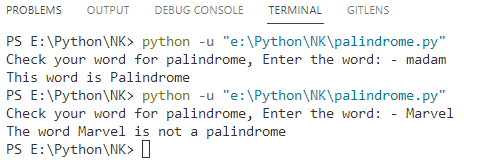 PROBLEMS OUTPUT DEBUG CONSOLE TERMINAL GITLENS
PS E:\Python\NK> python -u "e:\Python\NK\palindrome.py"
Check your word for palindrome, Enter the word: - madam
This word is Palindrome
PS E:\Python\NK> python -u "e:\Python\NK\palindrome.py"
Check your word for palindrome, Enter the word: - Marvel
The word Marvel is not a palindrome
PS E:\Python\NK>